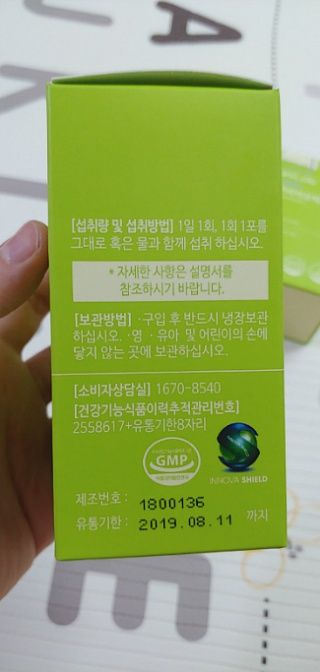 [섭취량 및 섭취방법] 1일 1회, 1회 1포를
그대로 혹은 물과 함께 섭취 하십시오.
* 자세한 사항은 설명서를
참조하시기 바랍니다.
[보관방법] ·구입 후 반드시 냉장보관
하십시오. ·영·유아 및 어린이의 손에
닿지 않는 곳에 보관하십시오.
[소비자상담실] 1670-8540
[건강기능식품이력추적관리번호]
2558617+유통기한8자리
GMP
INNOVA SHIELD
제조번호 : 1800136
유통기한 : 2019.08.11 까지